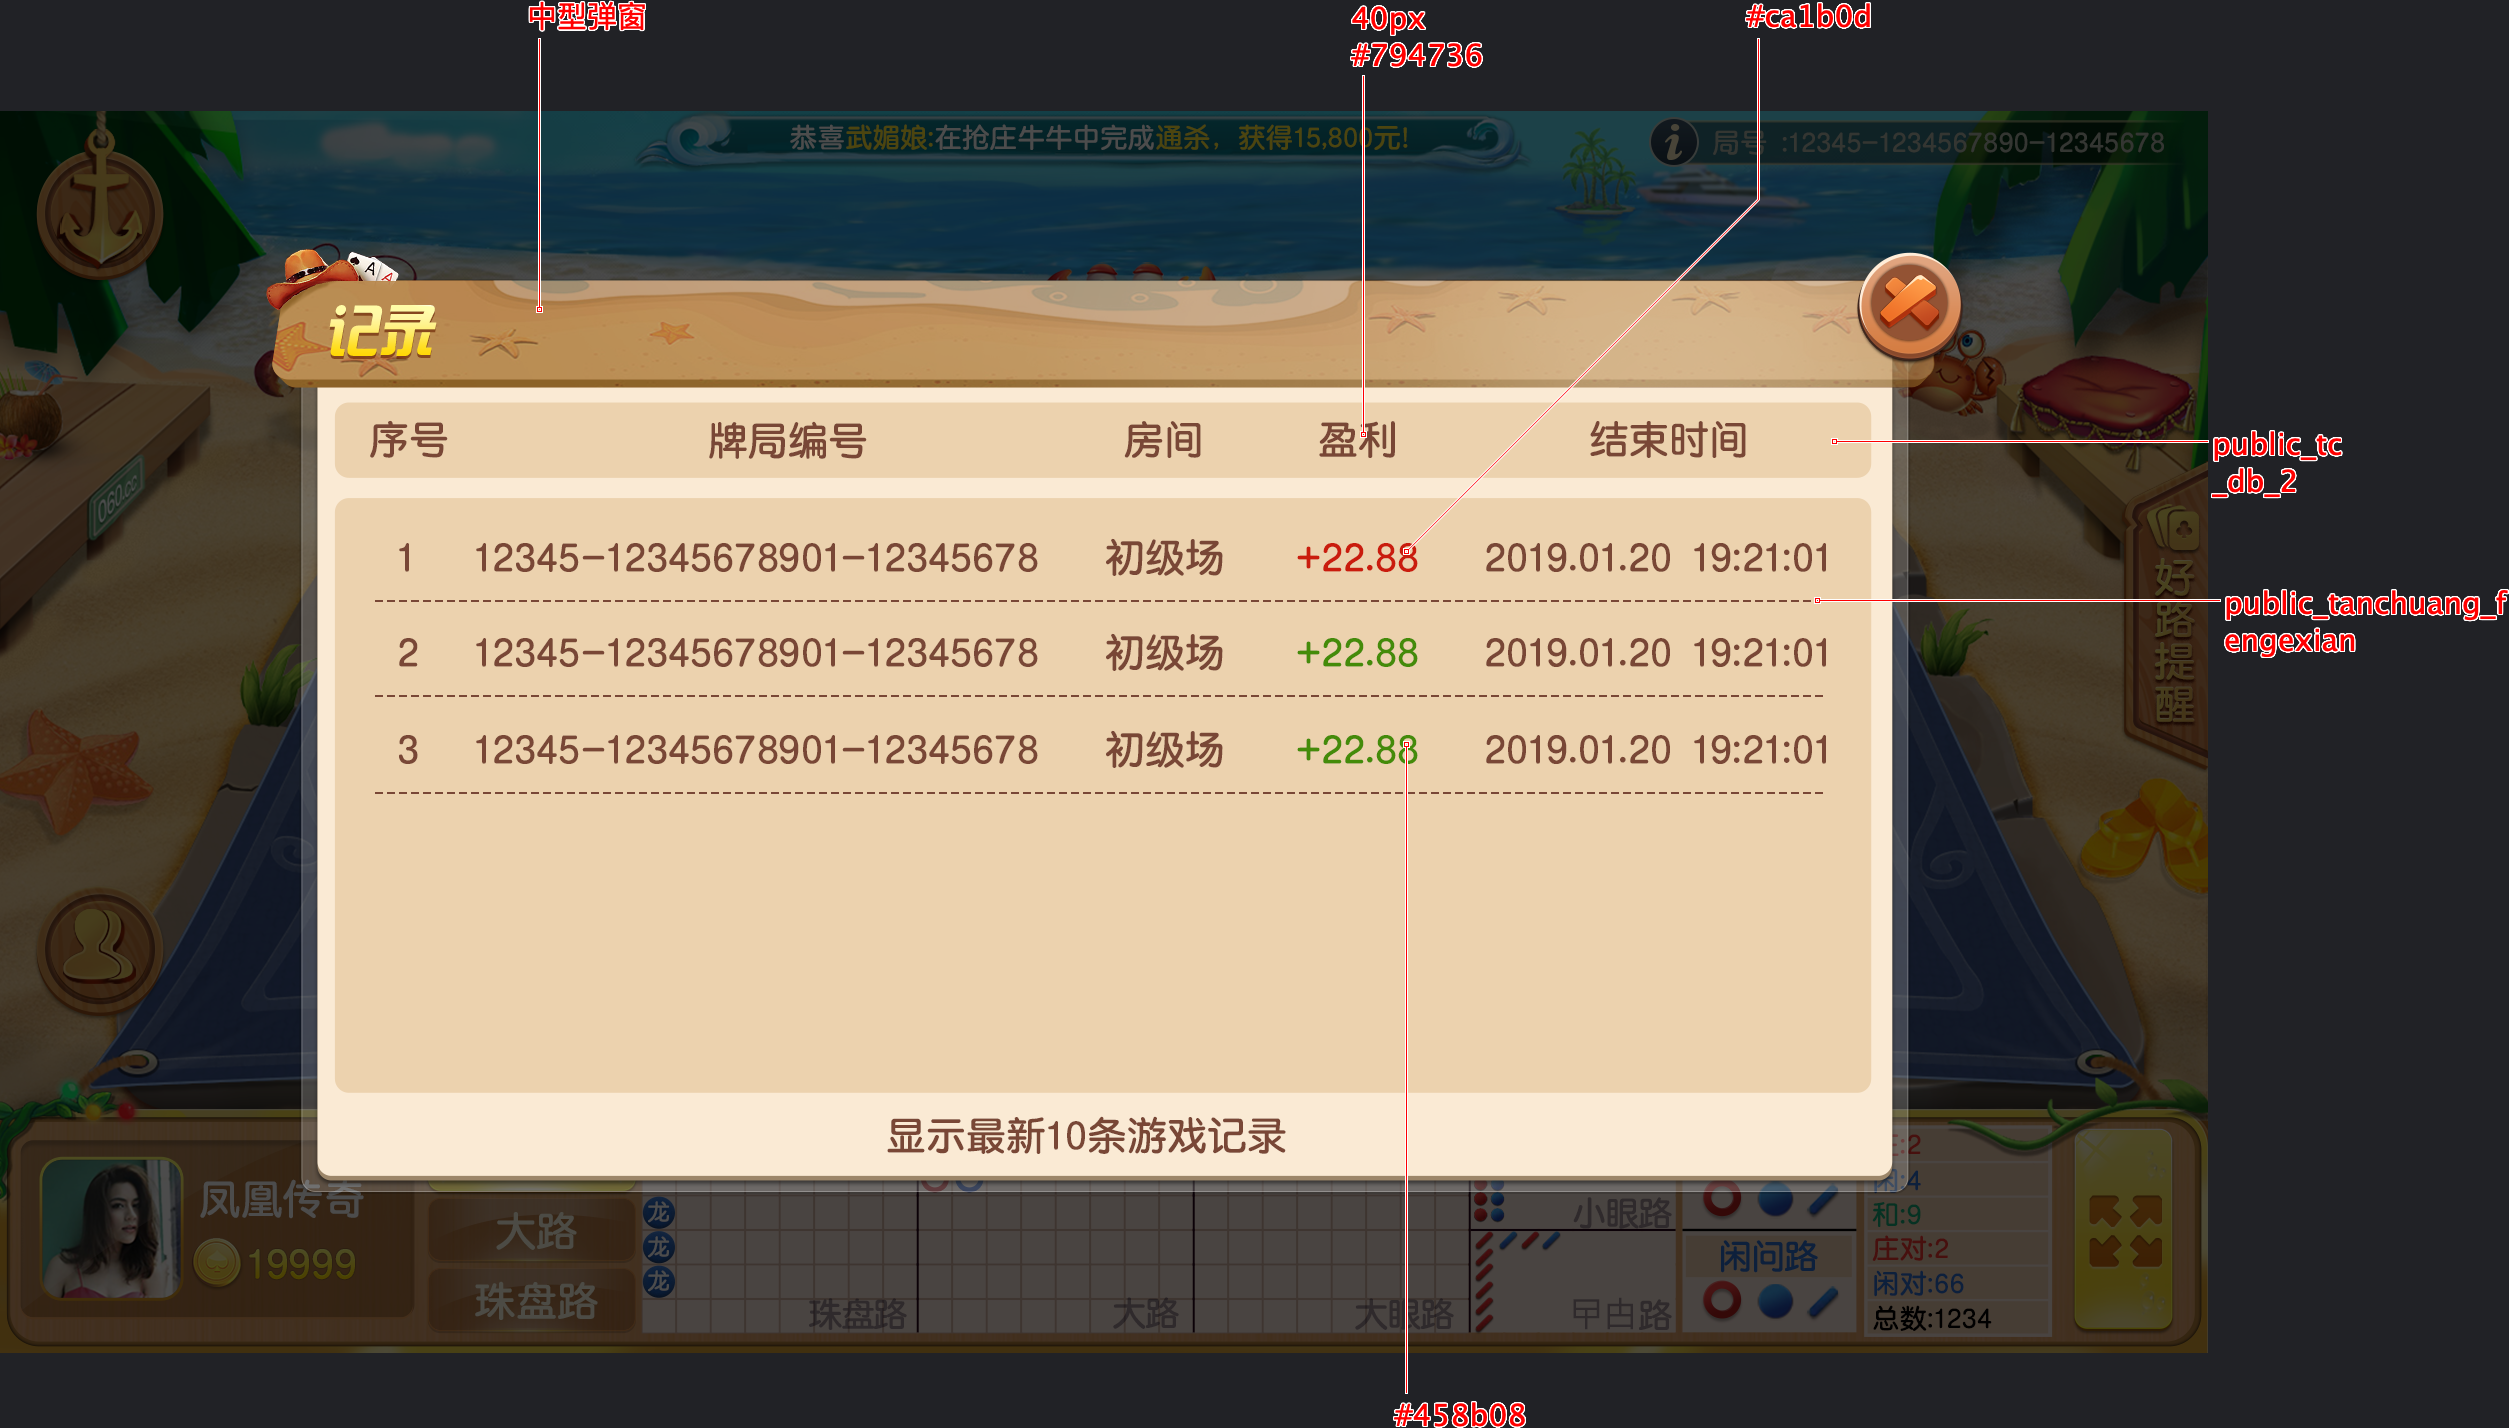 中型弹窗
40px
#794736
#ca1b0d
恭喜武媚娘:在抢庄牛牛中完成通杀，获得15,800元!
局号 :12345-1234567890-12345678
记录
序号 牌局编号 房间 盈利 结束时间
public_tc
_db_2
1 12345-12345678901-12345678 初级场 +22.88 2019.01.20 19:21:01
public_tanchuang_f
engexian
2 12345-12345678901-12345678 初级场 +22.88 2019.01.20 19:21:01
3 12345-12345678901-12345678 初级场 +22.88 2019.01.20 19:21:01
好路提醒
显示最新10条游戏记录
凤凰传奇
19999
大路
珠盘路
龙
龙
龙
珠盘路
大路
大眼路
小眼路
曱甴路
闲问路
:2
闲:4
和:9
庄对:2
闲对:66
总数:1234
#458b08